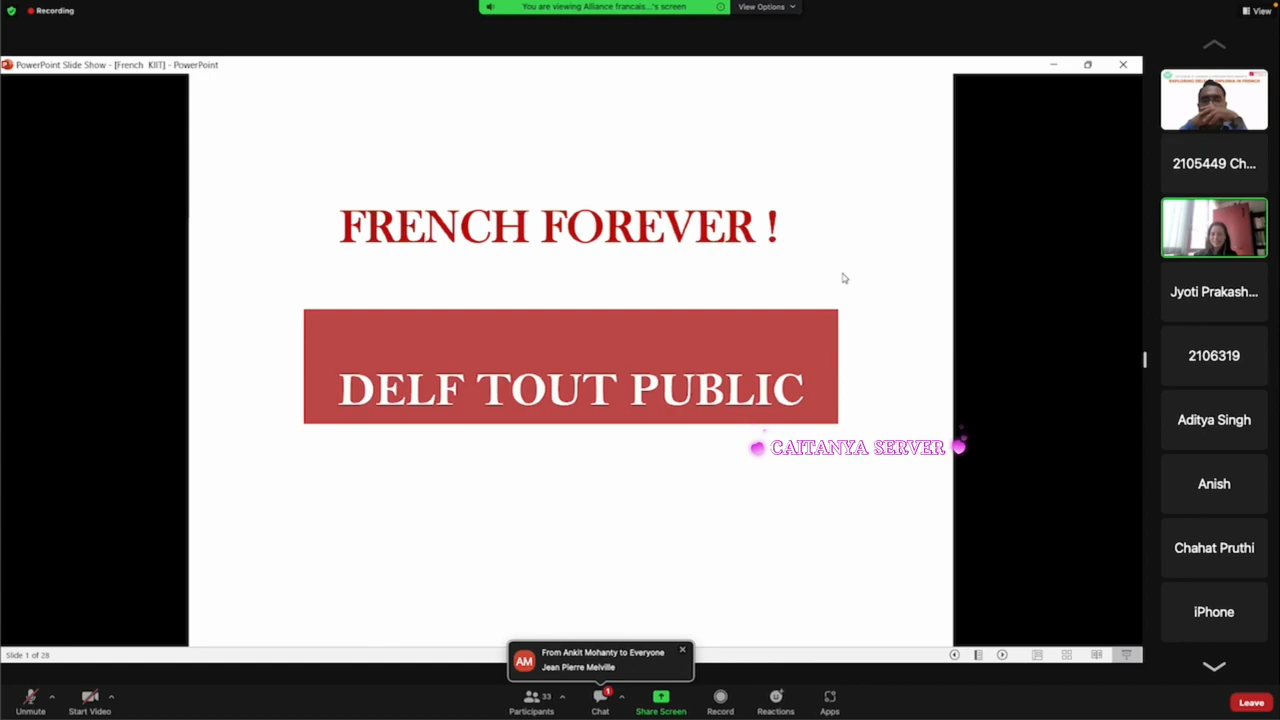 Recording
You are viewing Alliance francais...'s screen
View Options
View
PowerPoint Slide Show - [French KIIT] - PowerPoint
FRENCH FOREVER !
DELF TOUT PUBLIC
CAITANYA SERVER
2105449 Ch...
Jyoti Prakash...
2106319
Aditya Singh
Anish
Chahat Pruthi
iPhone
Slide 1 of 28
AM
From Ankit Mohanty to Everyone
Jean Pierre Melville
Unmute
Start Video
33
Participants
1
Chat
Share Screen
Record
Reactions
Apps
Leave